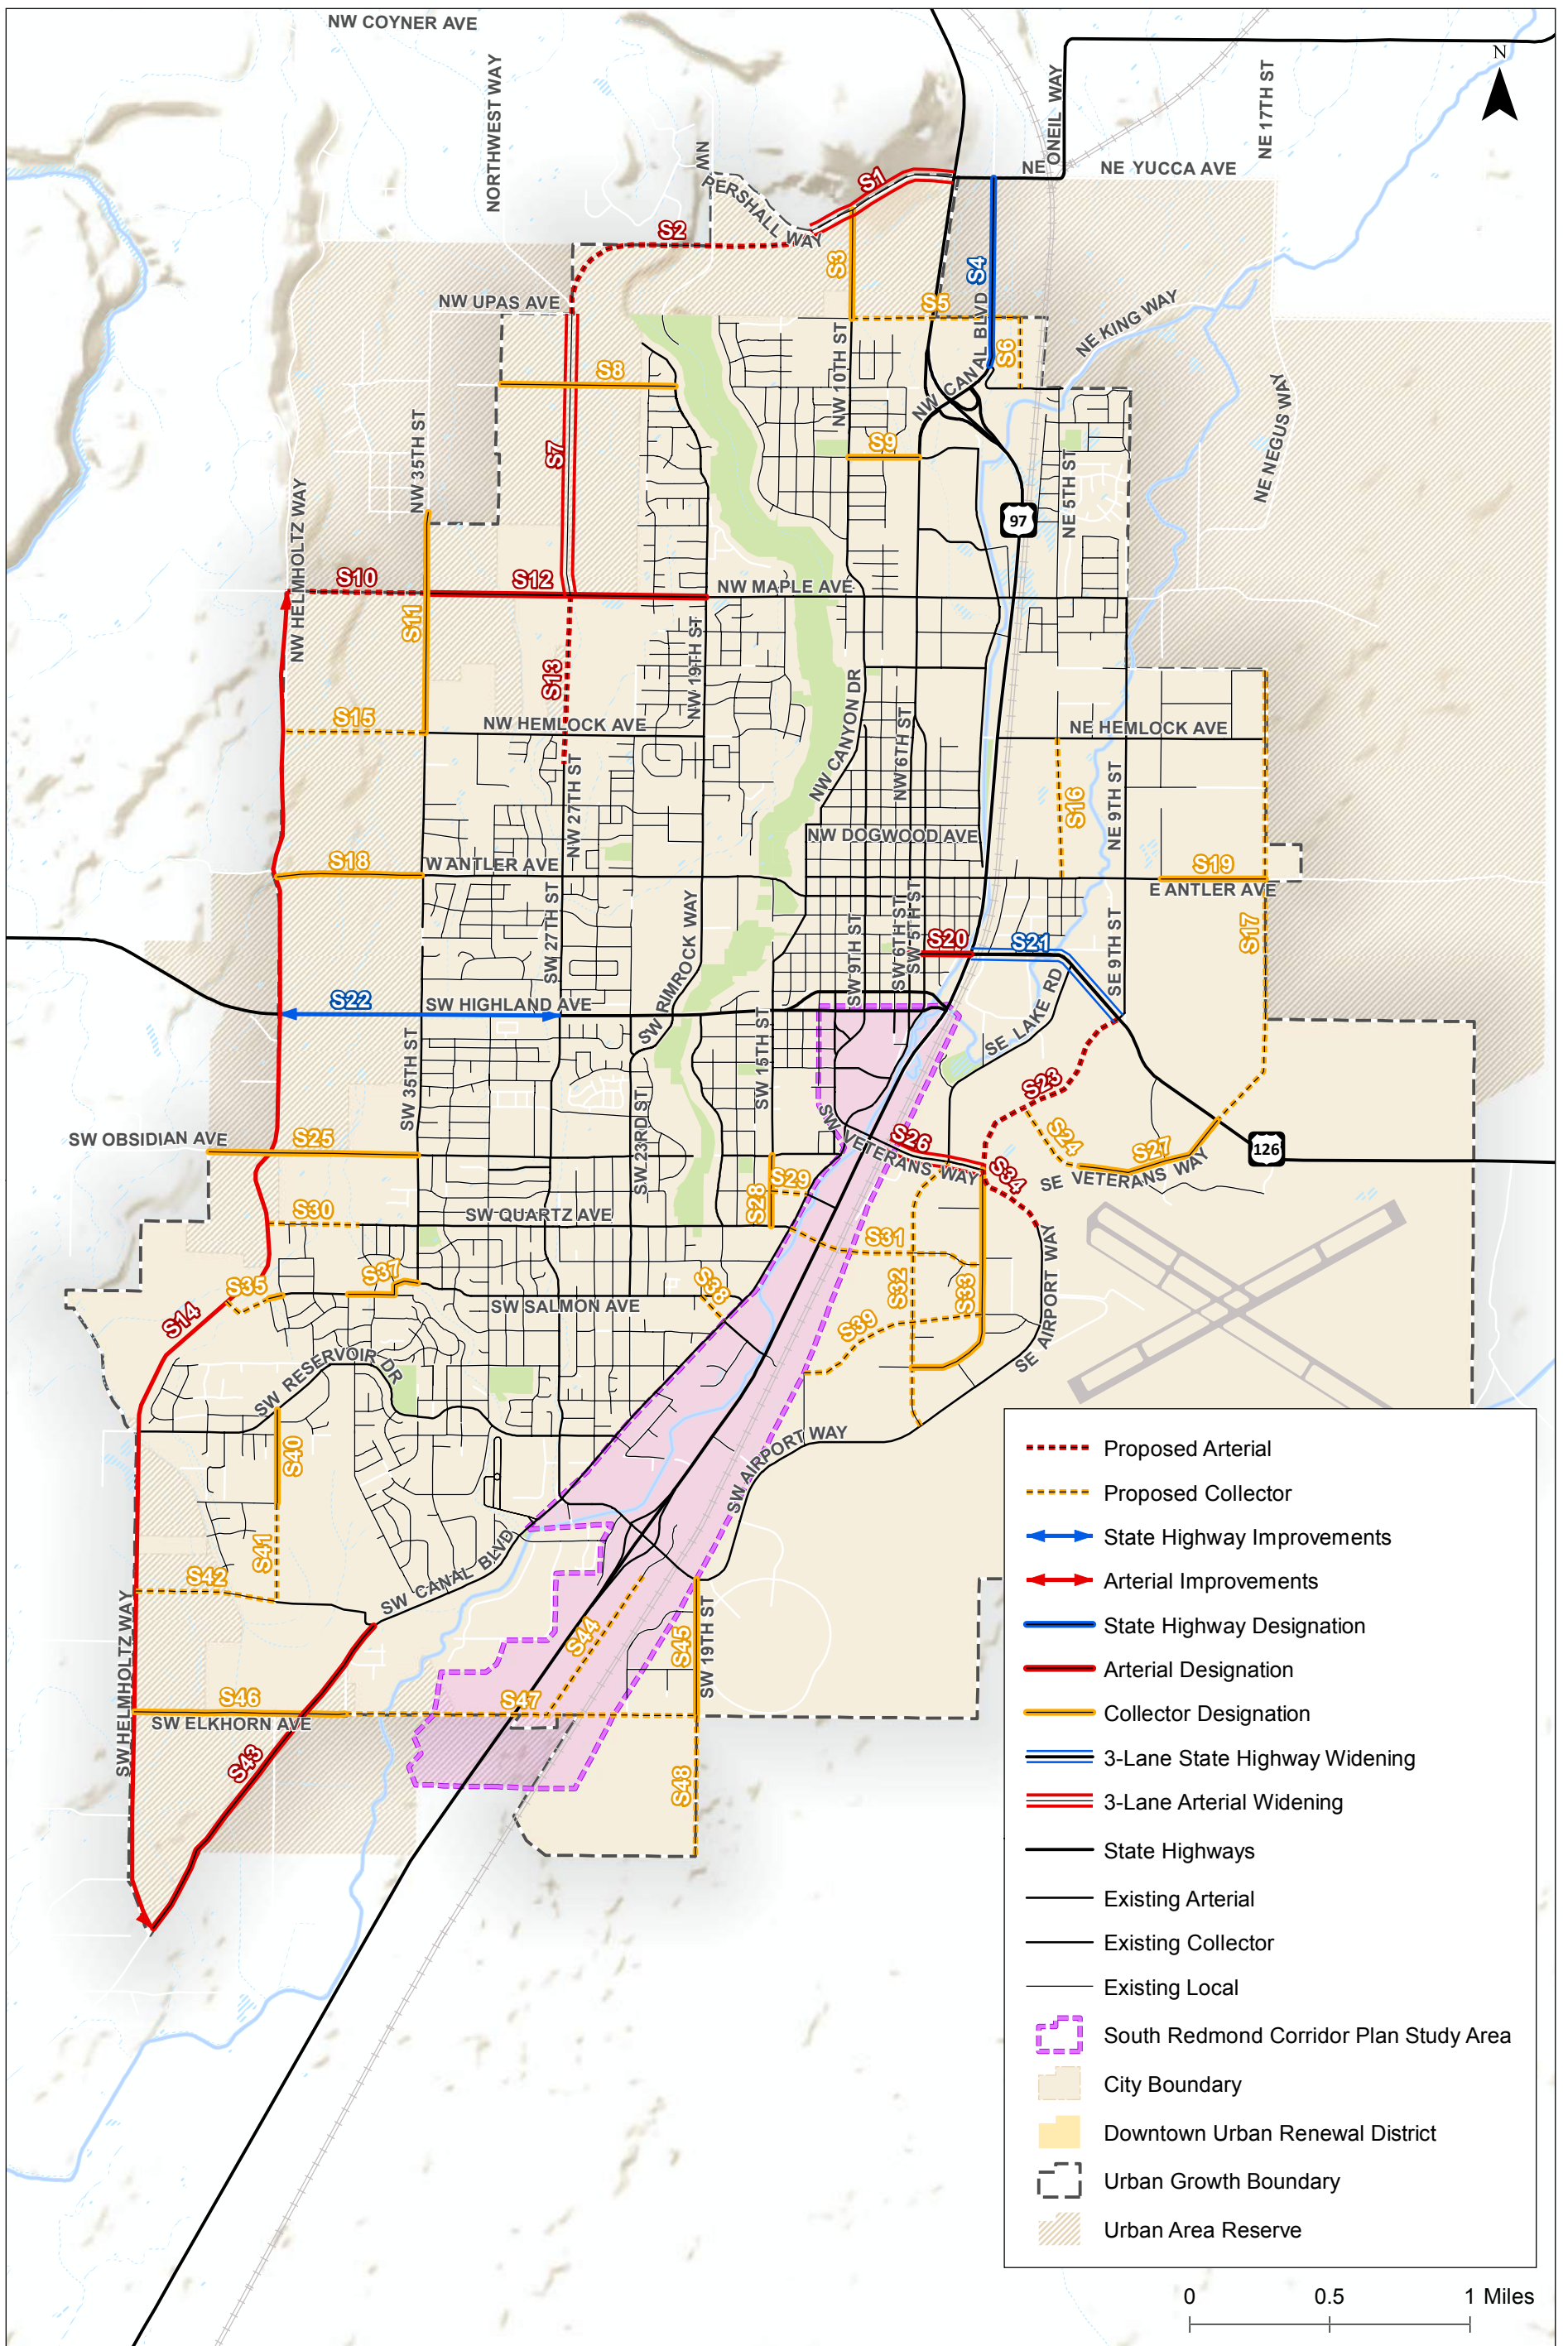 NW COYNER AVE
N
NORTHWEST WAY
NE ONEIL WAY
NE 17TH ST
NW PERSHALL WAY
S1
NE YUCCA AVE
S2
S3
S4
NW UPAS AVE
S5
NW CANAL BLVD
S6
NE KING WAY
S8
NW 10TH ST
NW 35TH ST
S7
S9
NE NEGUS WAY
NW HELMHOLTZ WAY
97
NE 5TH ST
S10
S12
NW MAPLE AVE
S11
S13
NW 19TH ST
S15
NW HEMLOCK AVE
NW CANYON DR
NW 6TH ST
NE HEMLOCK AVE
NW 27TH ST
S16
NE 9TH ST
NW DOGWOOD AVE
S18
W ANTLER AVE
S19
E ANTLER AVE
SW 27TH ST
SW RIMROCK WAY
SW 9TH ST
SW 6TH ST
SW 5TH ST
S20
S21
SE 9TH ST
S17
S22
SW HIGHLAND AVE
SE LAKE RD
SW 35TH ST
SW 15TH ST
S23
SW OBSIDIAN AVE
S25
SW 23RD ST
SW VETERANS WAY
S26
S24
S27
126
S34
SE VETERANS WAY
S29
S28
S30
SW QUARTZ AVE
S31
SE AIRPORT WAY
S35
S37
S38
S32
S33
S14
SW SALMON AVE
S39
SW RESERVOIR DR
S40
SW AIRPORT WAY
S41
SW CANAL BLVD
S42
SW HELMHOLTZ WAY
S44
S45
SW 19TH ST
S46
S47
SW ELKHORN AVE
S43
S48
Proposed Arterial
Proposed Collector
State Highway Improvements
Arterial Improvements
State Highway Designation
Arterial Designation
Collector Designation
3-Lane State Highway Widening
3-Lane Arterial Widening
State Highways
Existing Arterial
Existing Collector
Existing Local
South Redmond Corridor Plan Study Area
City Boundary
Downtown Urban Renewal District
Urban Growth Boundary
Urban Area Reserve
0 0.5 1 Miles